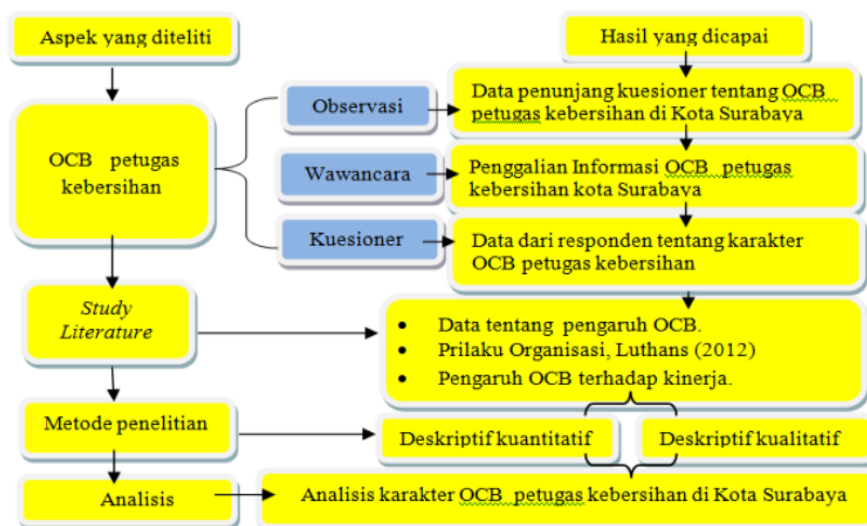 Aspek yang diteliti
Hasil yang dicapai
OCB petugas
kebersihan
Observasi
Data penunjang kuesioner tentang OCB
petugas kebersihan di Kota Surabaya
Wawancara
Penggalian Informasi OCB petugas
kebersihan kota Surabaya
Kuesioner
Data dari responden tentang karakter
OCB petugas kebersihan
Study
Literature
• Data tentang pengaruh OCB.
• Prilaku Organisasi, Luthans (2012)
• Pengaruh OCB terhadap kinerja.
Metode penelitian
Deskriptif kuantitatif
Deskriptif kualitatif
Analisis
Analisis karakter OCB petugas kebersihan di Kota Surabaya